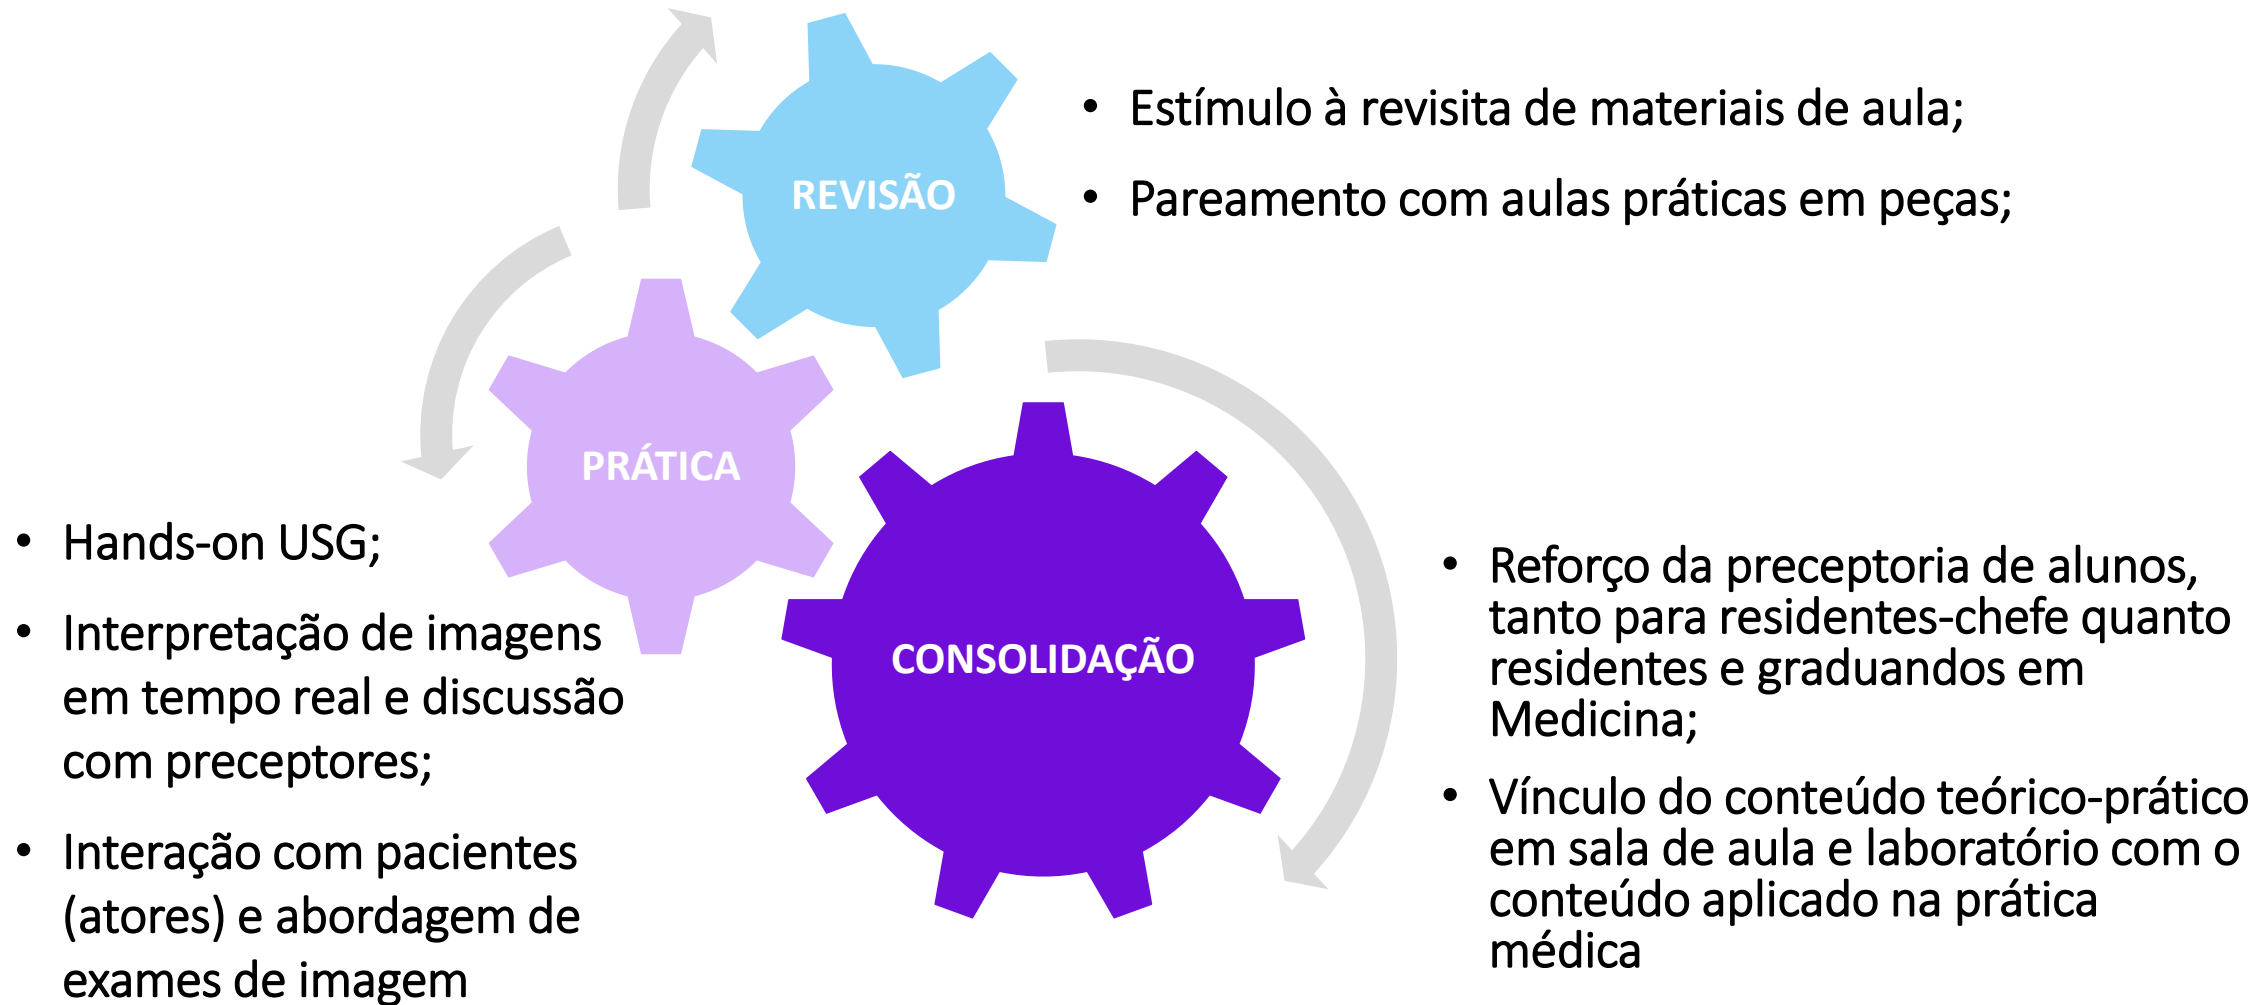 REVISÃO
• Estímulo à revisita de materiais de aula;
• Pareamento com aulas práticas em peças;
PRÁTICA
• Hands-on USG;
• Interpretação de imagens
em tempo real e discussão
com preceptores;
• Interação com pacientes
(atores) e abordagem de
exames de imagem
CONSOLIDAÇÃO
• Reforço da preceptoria de alunos,
tanto para residentes-chefe quanto
residentes e graduandos em
Medicina;
• Vínculo do conteúdo teórico-prático
em sala de aula e laboratório com o
conteúdo aplicado na prática
médica